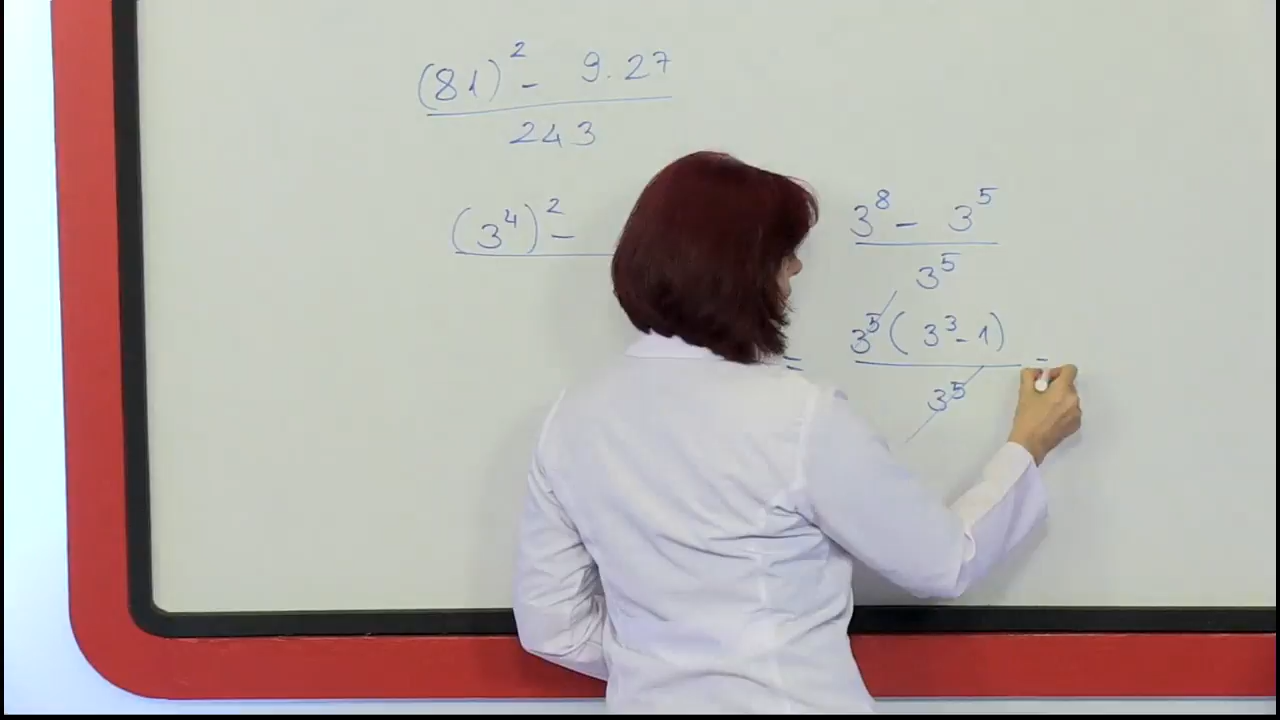 (81)² - 9.27
243
(3⁴)² -
3⁸ - 3⁵
3⁵
= 3⁵(3³-1) =
3⁵